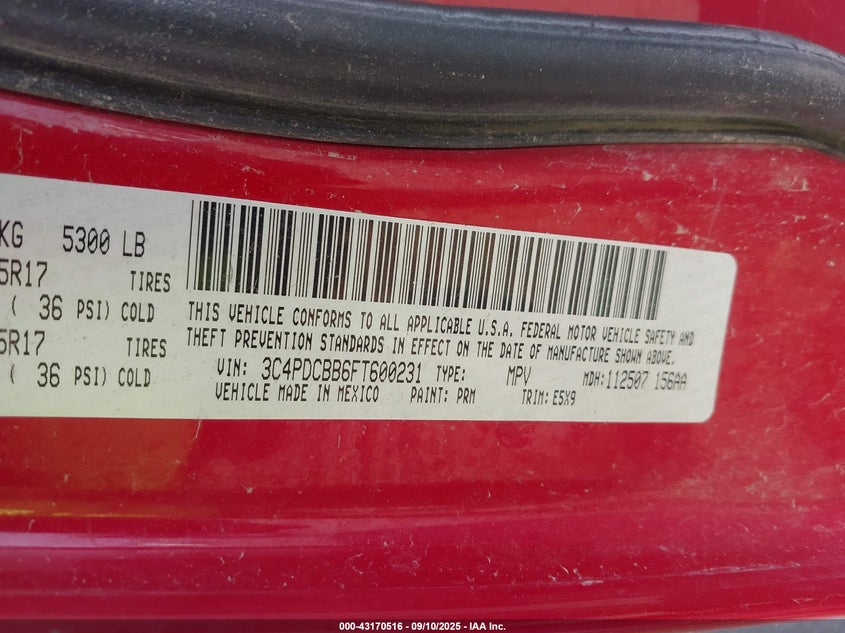 KG 5300 LB
5R17 TIRES
( 36 PSI) COLD
5R17 TIRES
( 36 PSI) COLD
THIS VEHICLE CONFORMS TO ALL APPLICABLE U.S.A. FEDERAL MOTOR VEHICLE SAFETY AND
THEFT PREVENTION STANDARDS IN EFFECT ON THE DATE OF MANUFACTURE SHOWN ABOVE.
VIN: 3C4PDCBB6FT600231 TYPE: MPV MDH:112507 156AA
VEHICLE MADE IN MEXICO PAINT: PRM TRIM: E5X9
000-43170516 - 09/10/2025 - IAA Inc.